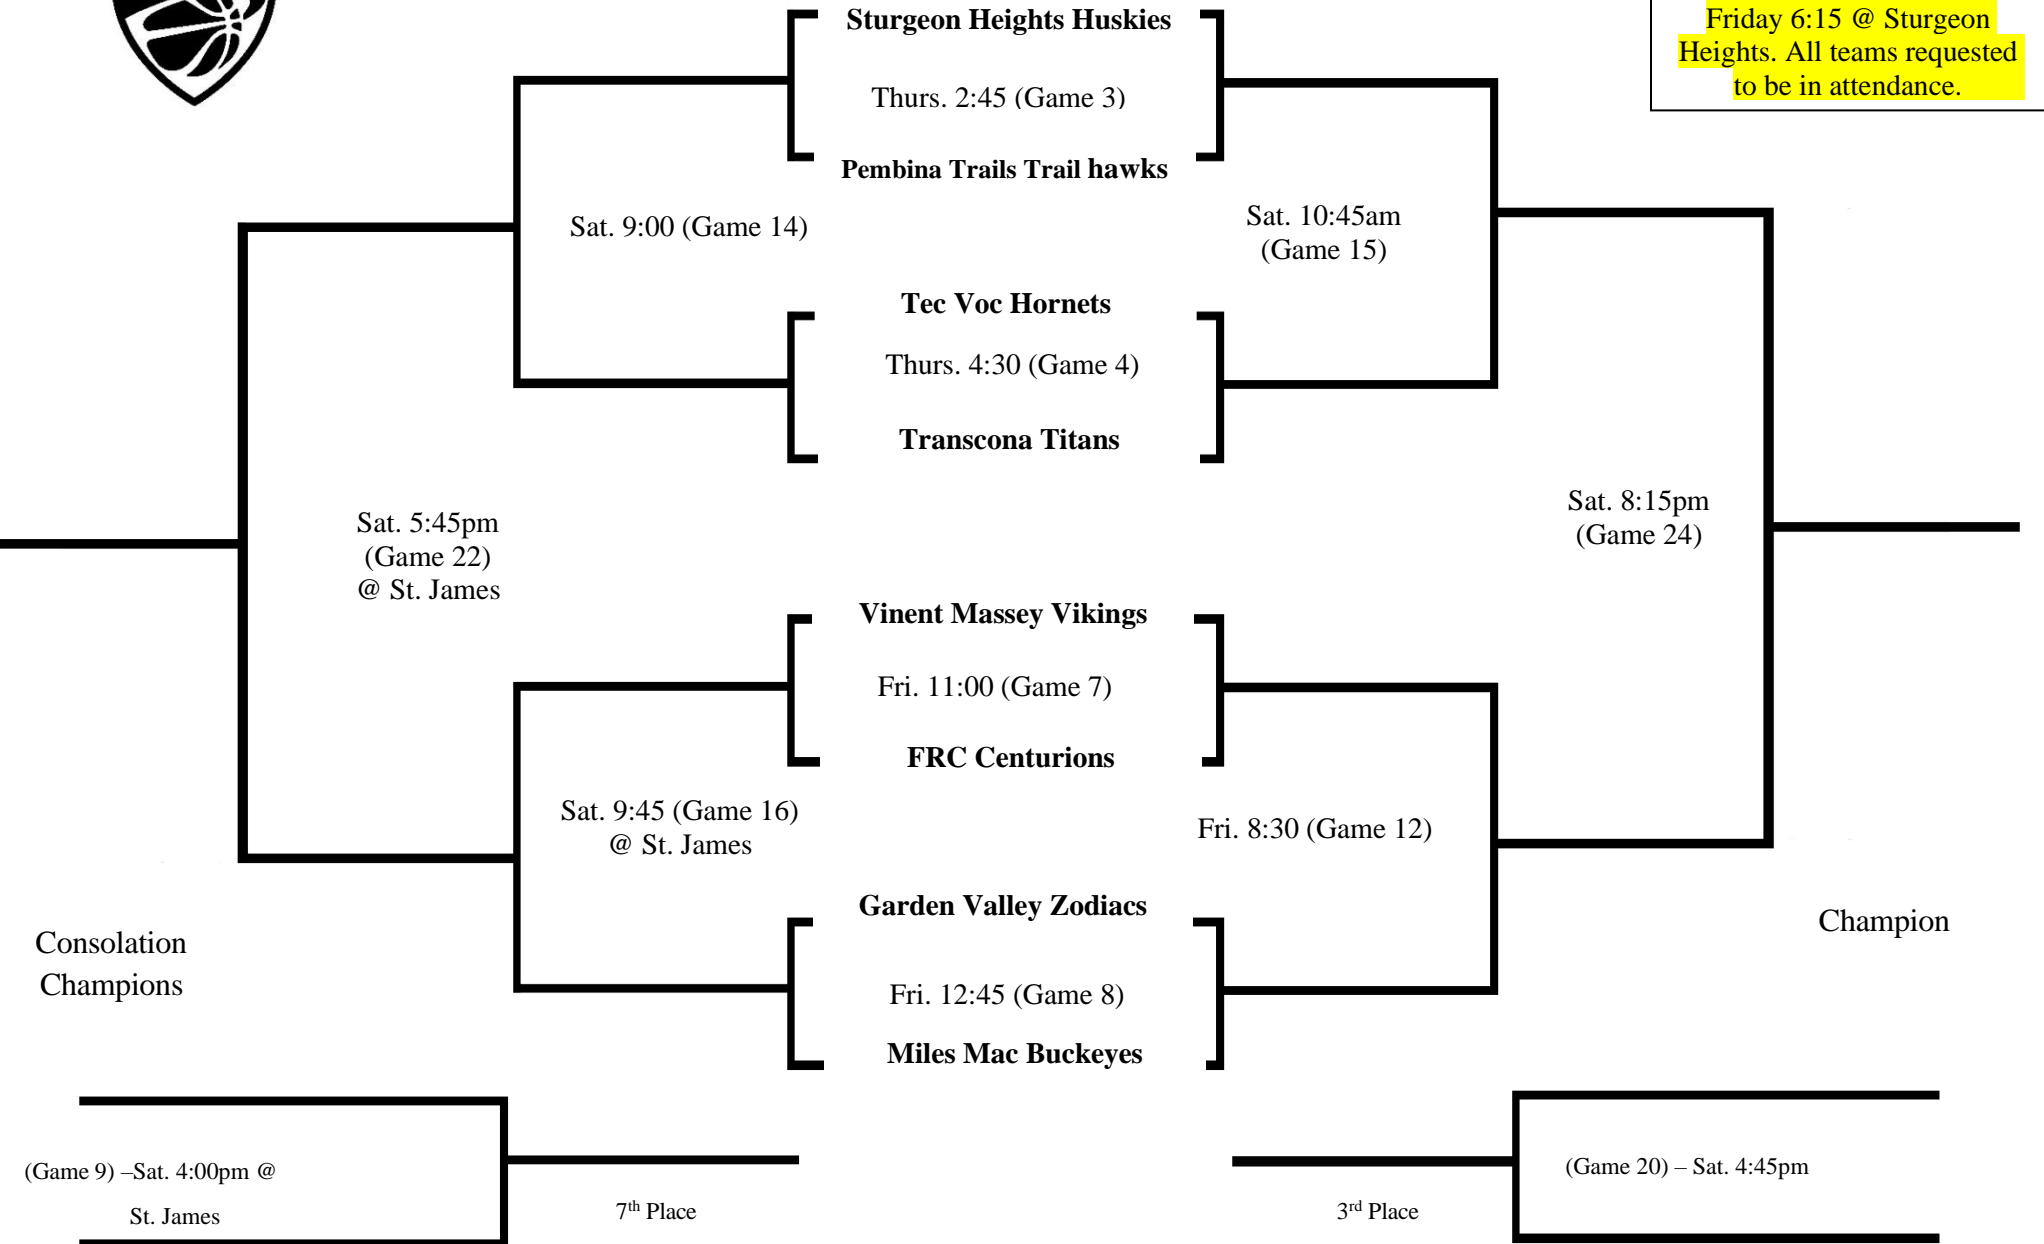 Friday 6:15 @ Sturgeon
Heights. All teams requested
to be in attendance.
Sturgeon Heights Huskies
Thurs. 2:45 (Game 3)
Pembina Trails Trail hawks
Sat. 9:00 (Game 14)
Sat. 10:45am
(Game 15)
Tec Voc Hornets
Thurs. 4:30 (Game 4)
Transcona Titans
Sat. 5:45pm
(Game 22)
@ St. James
Sat. 8:15pm
(Game 24)
Vinent Massey Vikings
Fri. 11:00 (Game 7)
FRC Centurions
Sat. 9:45 (Game 16)
@ St. James
Fri. 8:30 (Game 12)
Garden Valley Zodiacs
Fri. 12:45 (Game 8)
Miles Mac Buckeyes
Consolation
Champions
Champion
(Game 9) –Sat. 4:00pm @
St. James
7th Place
3rd Place
(Game 20) – Sat. 4:45pm